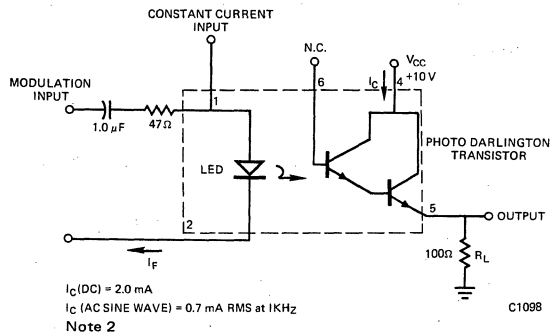 CONSTANT CURRENT
INPUT
N.C.
VCC
+10 V
MODULATION
INPUT
1.0 µF
47Ω
1
6
IC
4
PHOTO DARLINGTON
TRANSISTOR
LED
2
5
OUTPUT
IF
100Ω
RL
IC(DC) = 2.0 mA
IC (AC SINE WAVE) = 0.7 mA RMS at IKHZ
C1098
Note 2